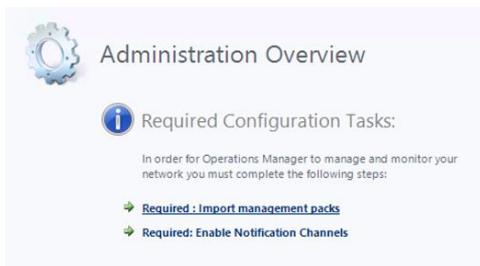 Administration Overview
Required Configuration Tasks:
In order for Operations Manager to manage and monitor your
network you must complete the following steps:
Required : Import management packs
Required: Enable Notification Channels